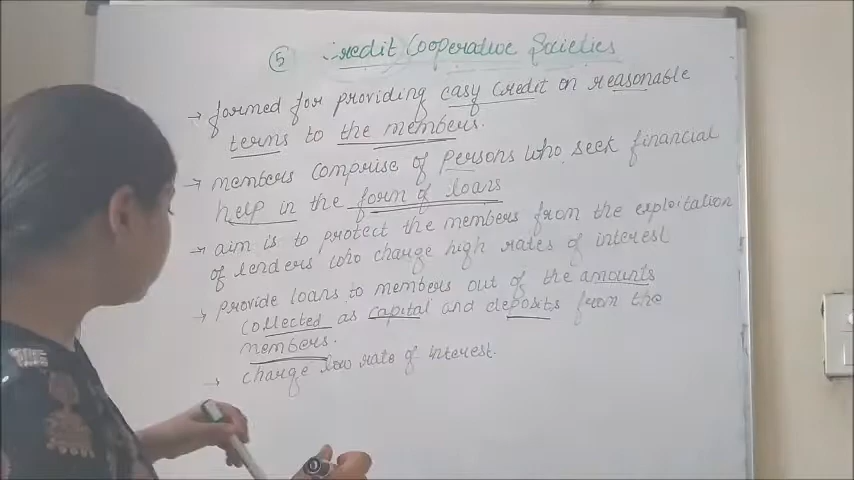 ⑤ Credit Cooperative Societies
→ formed for providing easy credit on reasonable
terms to the members.
→ members comprise of persons who seek financial
help in the form of loans
→ aim is to protect the members from the exploitation
of lenders who charge high rates of interest
→ provide loans to members out of the amounts
collected as capital and deposits from the
members.
→ charge low rate of interest.